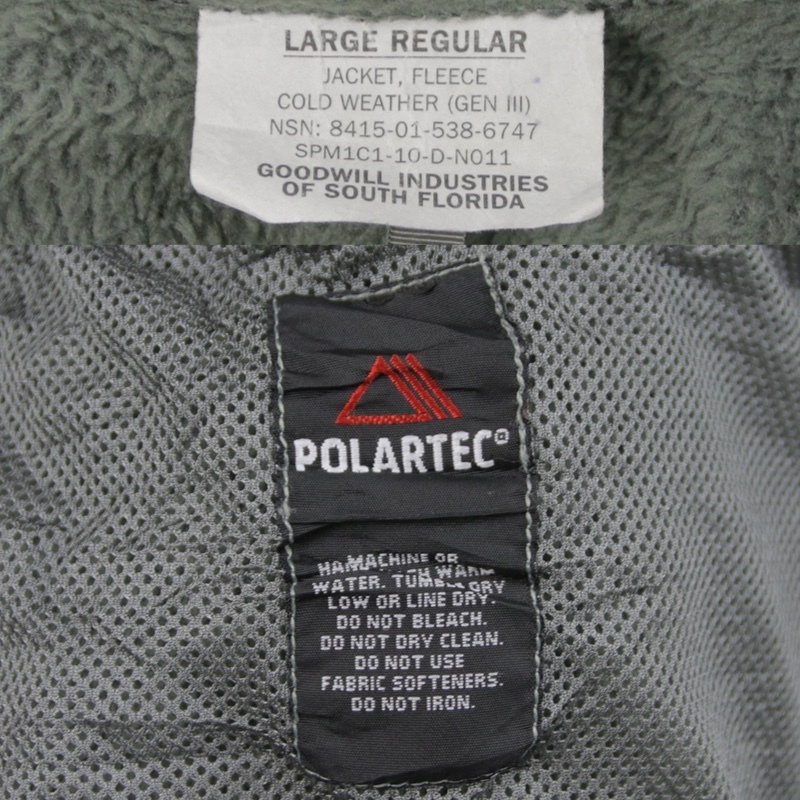 LARGE REGULAR
JACKET, FLEECE
COLD WEATHER (GEN III)
NSN: 8415-01-538-6747
SPM1C1-10-D-N011
GOODWILL INDUSTRIES
OF SOUTH FLORIDA
POLARTEC®
MACHINE OR
WARM
WATER. TUMBLE DRY
LOW OR LINE DRY.
DO NOT BLEACH.
DO NOT DRY CLEAN.
DO NOT USE
FABRIC SOFTENERS.
DO NOT IRON.